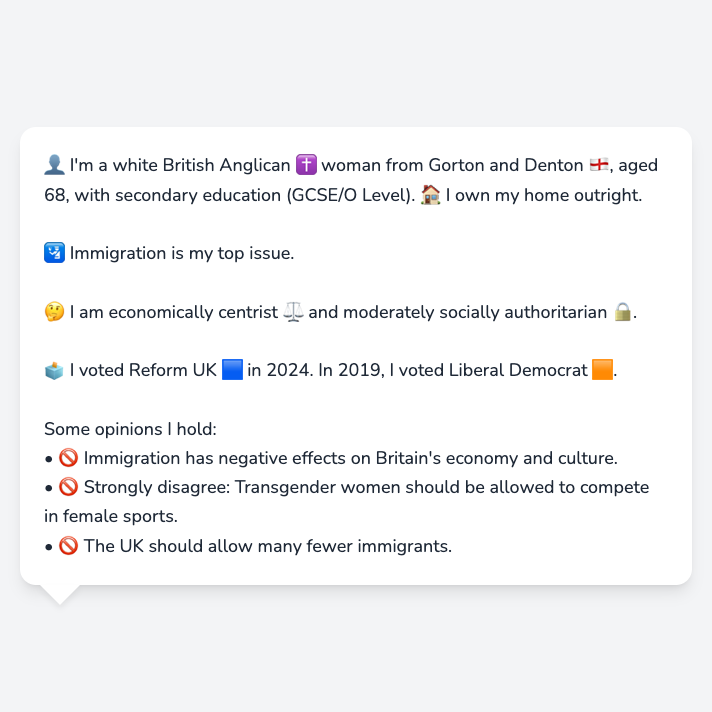 👤 I'm a white British Anglican ✝️ woman from Gorton and Denton 🏴󠁧󠁢󠁥󠁮󠁧󠁿, aged
68, with secondary education (GCSE/O Level). 🏠 I own my home outright.
🛂 Immigration is my top issue.
🤔 I am economically centrist ⚖️ and moderately socially authoritarian 🔒.
🗳️ I voted Reform UK 🟦 in 2024. In 2019, I voted Liberal Democrat 🟧.
Some opinions I hold:
• 🚫 Immigration has negative effects on Britain's economy and culture.
• 🚫 Strongly disagree: Transgender women should be allowed to compete
in female sports.
• 🚫 The UK should allow many fewer immigrants.